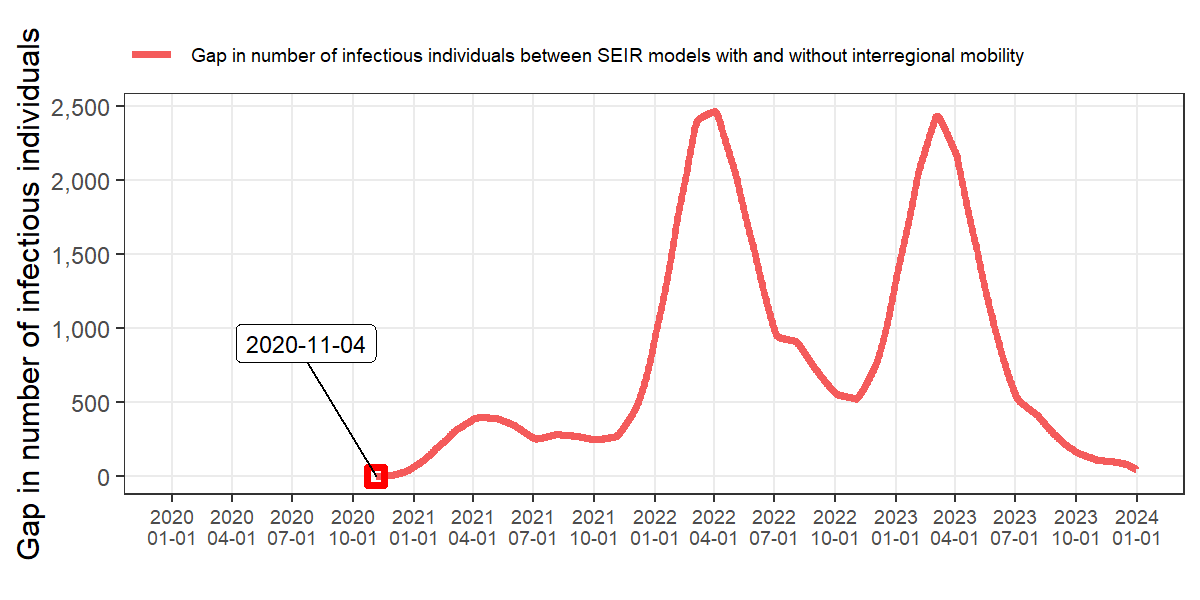 Gap in number of infectious individuals between SEIR models with and without interregional mobility
Gap in number of infectious individuals
2,500
2,000
1,500
1,000
500
0
2020-11-04
2020 2020 2020 2020 2021 2021 2021 2021 2022 2022 2022 2022 2023 2023 2023 2023 2024
01-01 04-01 07-01 10-01 01-01 04-01 07-01 10-01 01-01 04-01 07-01 10-01 01-01 04-01 07-01 10-01 01-01